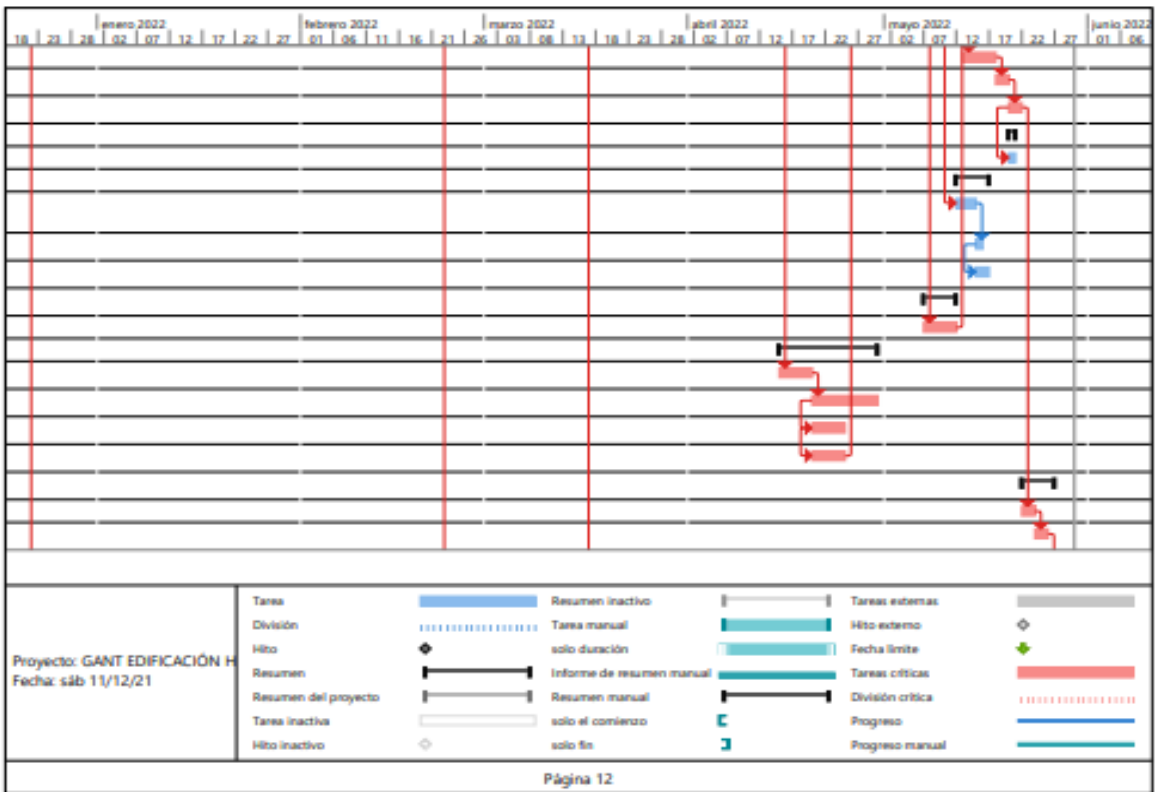 enero 2022 febrero 2022 marzo 2022 abril 2022 mayo 2022 junio 2022
18 23 28 02 07 12 17 22 27 01 06 11 16 21 26 03 08 13 18 23 28 02 07 12 17 22 27 02 07 12 17 22 27 01 06
Tarea Resumen inactivo Tareas externas
División Tarea manual Hito externo
Hito solo duración Fecha límite
Resumen Informe de resumen manual Tareas críticas
Resumen del proyecto Resumen manual División crítica
Tarea inactiva solo el comienzo Progreso
Hito inactivo solo fin Progreso manual
Proyecto: GANT EDIFICACIÓN H
Fecha: sáb 11/12/21
Página 12